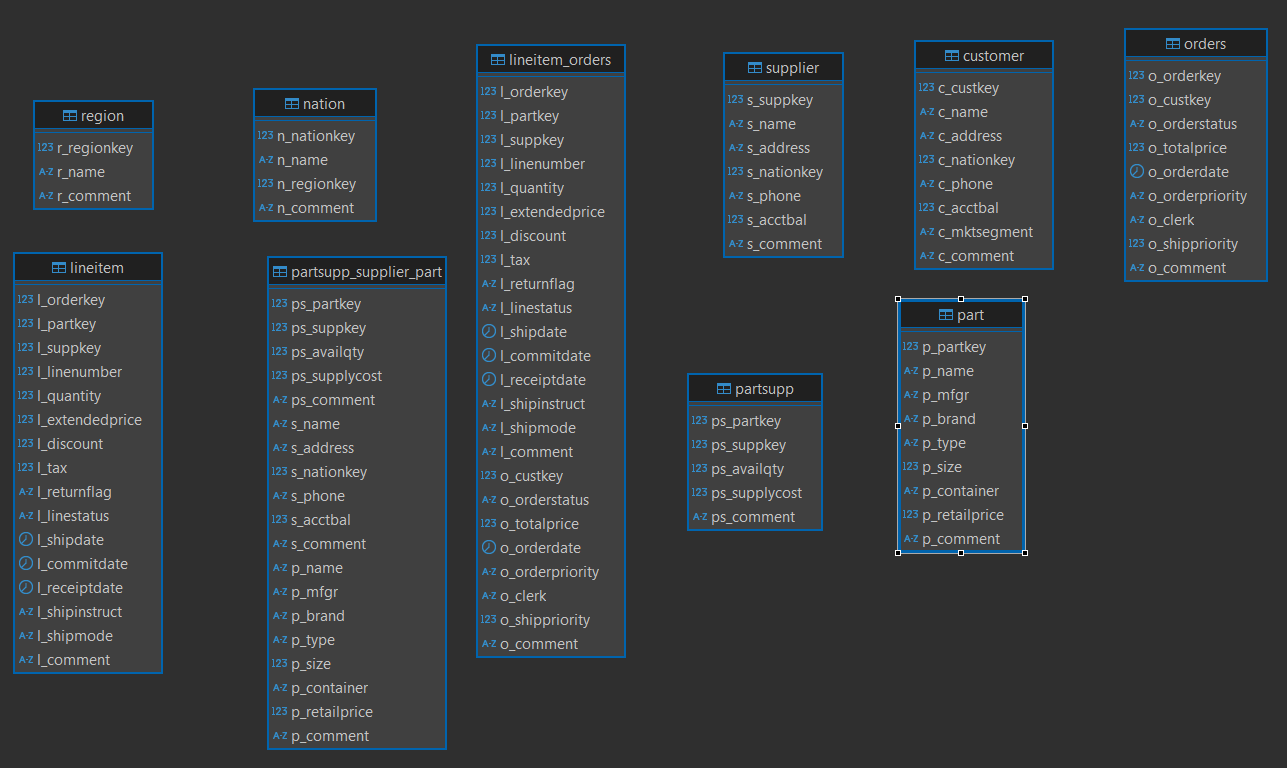 region
123 r_regionkey
A-Z r_name
A-Z r_comment
nation
123 n_nationkey
A-Z n_name
123 n_regionkey
A-Z n_comment
lineitem_orders
123 l_orderkey
123 l_partkey
123 l_suppkey
123 l_linenumber
123 l_quantity
123 l_extendedprice
123 l_discount
123 l_tax
A-Z l_returnflag
A-Z l_linestatus
l_shipdate
l_commitdate
l_receiptdate
A-Z l_shipinstruct
A-Z l_shipmode
A-Z l_comment
123 o_custkey
A-Z o_orderstatus
123 o_totalprice
o_orderdate
A-Z o_orderpriority
A-Z o_clerk
123 o_shippriority
A-Z o_comment
supplier
123 s_suppkey
A-Z s_name
A-Z s_address
123 s_nationkey
A-Z s_phone
123 s_acctbal
A-Z s_comment
customer
123 c_custkey
A-Z c_name
A-Z c_address
123 c_nationkey
A-Z c_phone
123 c_acctbal
A-Z c_mktsegment
A-Z c_comment
orders
123 o_orderkey
123 o_custkey
A-Z o_orderstatus
123 o_totalprice
o_orderdate
A-Z o_orderpriority
A-Z o_clerk
123 o_shippriority
A-Z o_comment
lineitem
123 l_orderkey
123 l_partkey
123 l_suppkey
123 l_linenumber
123 l_quantity
123 l_extendedprice
123 l_discount
123 l_tax
A-Z l_returnflag
A-Z l_linestatus
l_shipdate
l_commitdate
l_receiptdate
A-Z l_shipinstruct
A-Z l_shipmode
A-Z l_comment
partsupp_supplier_part
123 ps_partkey
123 ps_suppkey
123 ps_availqty
123 ps_supplycost
A-Z ps_comment
A-Z s_name
A-Z s_address
123 s_nationkey
A-Z s_phone
123 s_acctbal
A-Z s_comment
A-Z p_name
A-Z p_mfgr
A-Z p_brand
A-Z p_type
123 p_size
A-Z p_container
123 p_retailprice
A-Z p_comment
partsupp
123 ps_partkey
123 ps_suppkey
123 ps_availqty
123 ps_supplycost
A-Z ps_comment
part
123 p_partkey
A-Z p_name
A-Z p_mfgr
A-Z p_brand
A-Z p_type
123 p_size
A-Z p_container
123 p_retailprice
A-Z p_comment